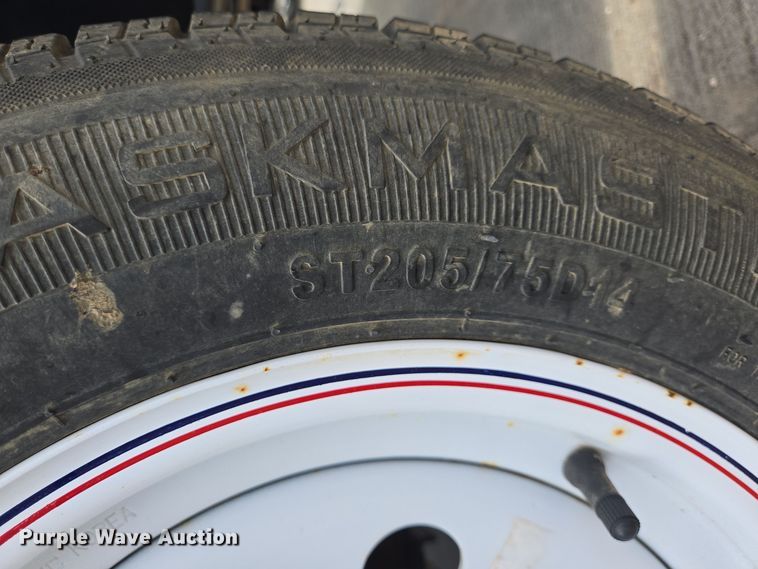 ASKMAST
ST205/75D14
Purple Wave Auction